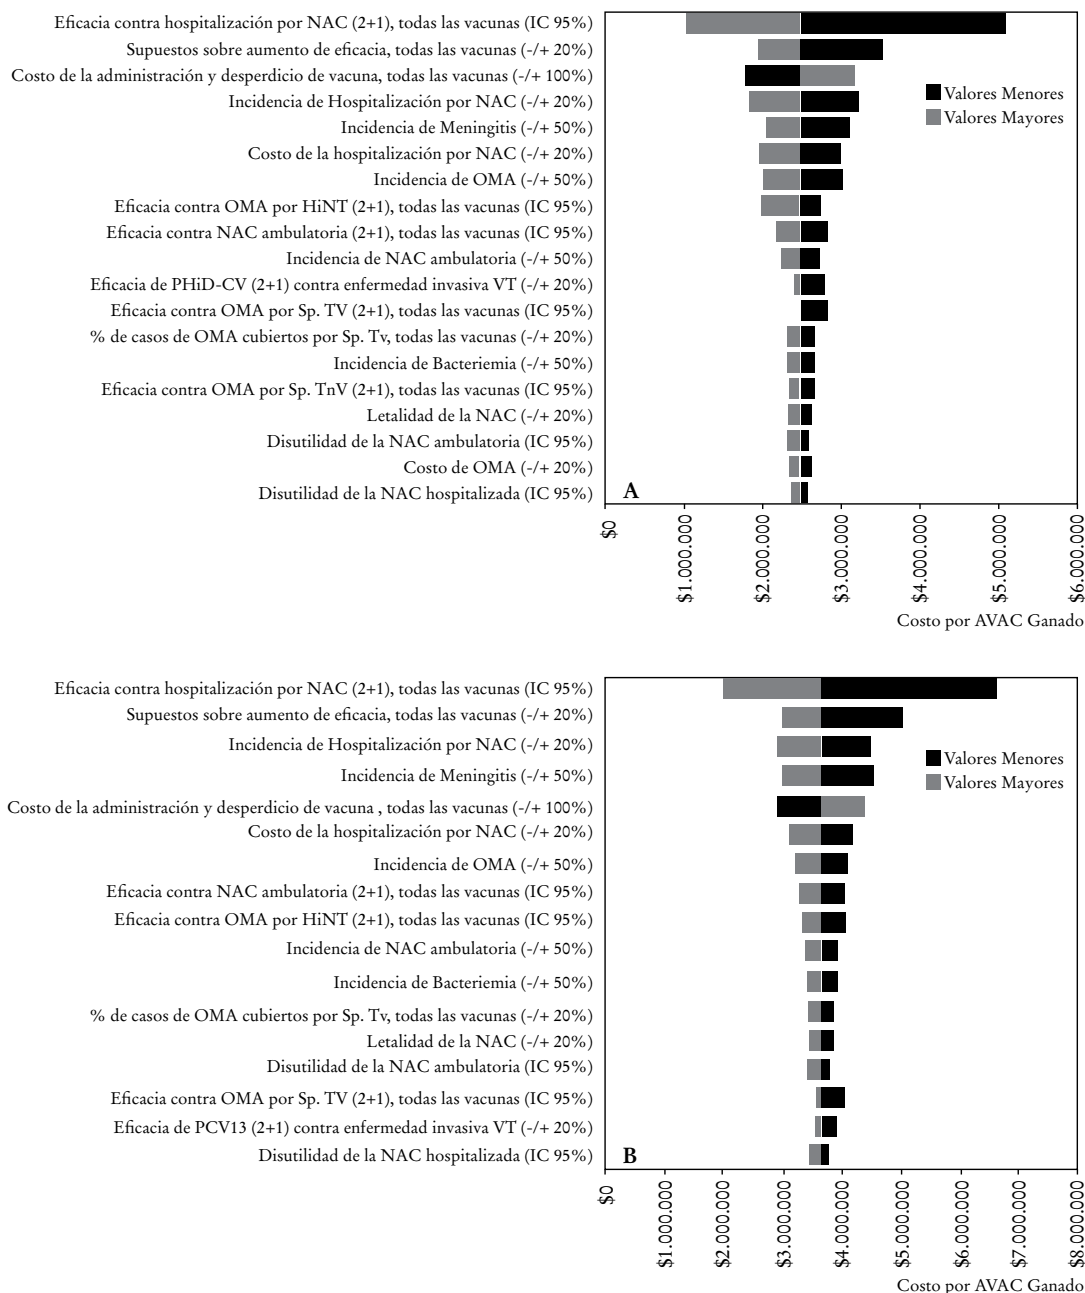 Eficacia contra hospitalización por NAC (2+1), todas las vacunas (IC 95%)
Supuestos sobre aumento de eficacia, todas las vacunas (-/+ 20%)
Costo de la administración y desperdicio de vacuna, todas las vacunas (-/+ 100%)
Incidencia de Hospitalización por NAC (-/+ 20%)
Incidencia de Meningitis (-/+ 50%)
Costo de la hospitalización por NAC (-/+ 20%)
Incidencia de OMA (-/+ 50%)
Eficacia contra OMA por HiNT (2+1), todas las vacunas (IC 95%)
Eficacia contra NAC ambulatoria (2+1), todas las vacunas (IC 95%)
Incidencia de NAC ambulatoria (-/+ 50%)
Eficacia de PHiD-CV (2+1) contra enfermedad invasiva VT (-/+ 20%)
Eficacia contra OMA por Sp. TV (2+1), todas las vacunas (IC 95%)
% de casos de OMA cubiertos por Sp. Tv, todas las vacunas (-/+ 20%)
Incidencia de Bacteriemia (-/+ 50%)
Eficacia contra OMA por Sp. TnV (2+1), todas las vacunas (IC 95%)
Letalidad de la NAC (-/+ 20%)
Disutilidad de la NAC ambulatoria (IC 95%)
Costo de OMA (-/+ 20%)
Disutilidad de la NAC hospitalizada (IC 95%)
Valores Menores
Valores Mayores
A
$0
$1.000.000
$2.000.000
$3.000.000
$4.000.000
$5.000.000
$6.000.000
Costo por AVAC Ganado
Eficacia contra hospitalización por NAC (2+1), todas las vacunas (IC 95%)
Supuestos sobre aumento de eficacia, todas las vacunas (-/+ 20%)
Incidencia de Hospitalización por NAC (-/+ 20%)
Incidencia de Meningitis (-/+ 50%)
Costo de la administración y desperdicio de vacuna , todas las vacunas (-/+ 100%)
Costo de la hospitalización por NAC (-/+ 20%)
Incidencia de OMA (-/+ 50%)
Eficacia contra NAC ambulatoria (2+1), todas las vacunas (IC 95%)
Eficacia contra OMA por HiNT (2+1), todas las vacunas (IC 95%)
Incidencia de NAC ambulatoria (-/+ 50%)
Incidencia de Bacteriemia (-/+ 50%)
% de casos de OMA cubiertos por Sp. Tv, todas las vacunas (-/+ 20%)
Letalidad de la NAC (-/+ 20%)
Disutilidad de la NAC ambulatoria (IC 95%)
Eficacia contra OMA por Sp. TV (2+1), todas las vacunas (IC 95%)
Eficacia de PCV13 (2+1) contra enfermedad invasiva VT (-/+ 20%)
Disutilidad de la NAC hospitalizada (IC 95%)
Valores Menores
Valores Mayores
B
$0
$1.000.000
$2.000.000
$3.000.000
$4.000.000
$5.000.000
$6.000.000
$7.000.000
$8.000.000
Costo por AVAC Ganado